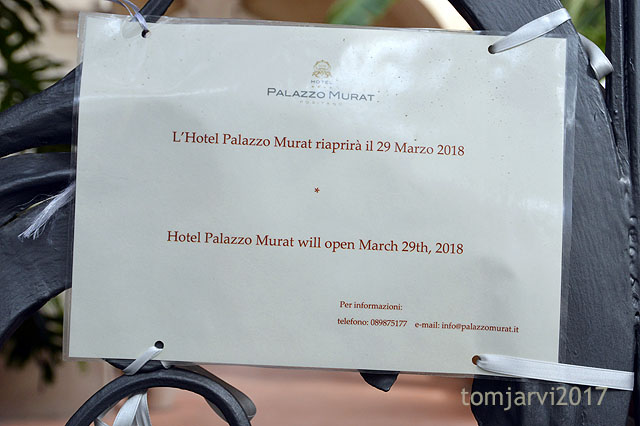 HOTEL
PALAZZO MURAT
POSITANO
L'Hotel Palazzo Murat riaprirà il 29 Marzo 2018
*
Hotel Palazzo Murat will open March 29th, 2018
Per informazioni:
telefono: 089875177 e-mail: info@palazzomurat.it
tomjarvi2017